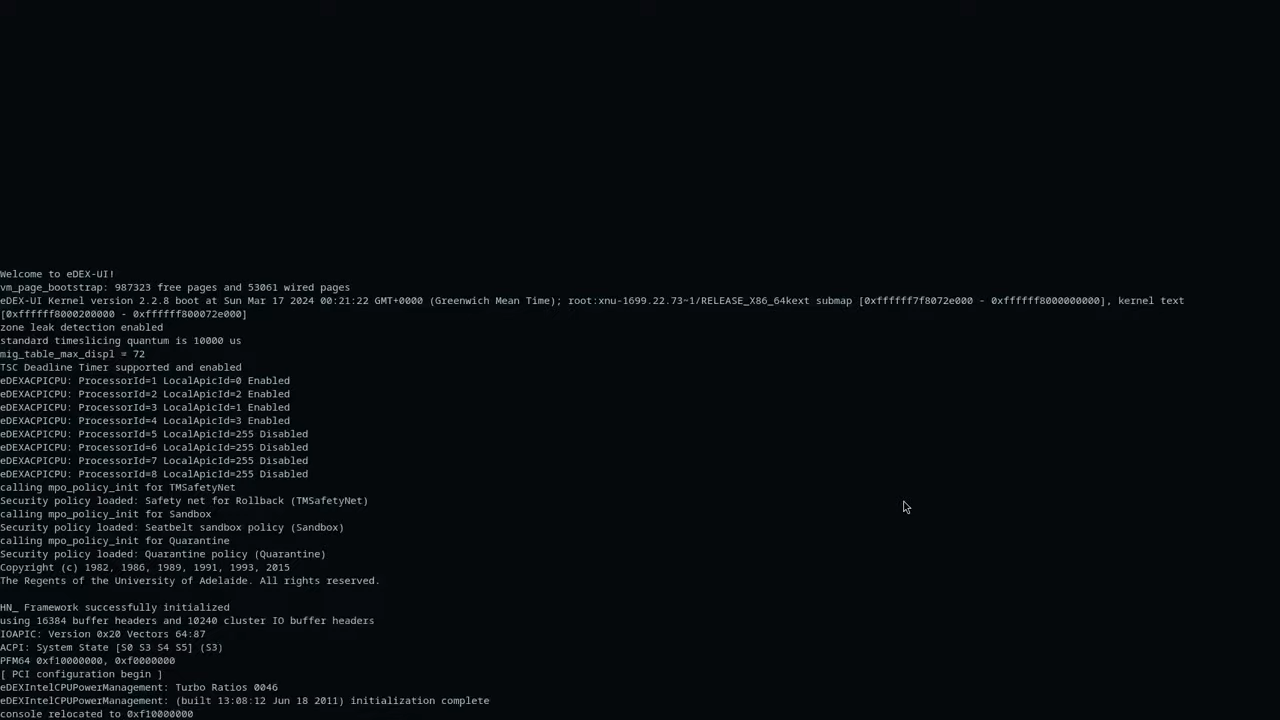 Welcome to eDEX-UI!
vm_page_bootstrap: 987323 free pages and 53061 wired pages
eDEX-UI Kernel version 2.2.8 boot at Sun Mar 17 2024 00:21:22 GMT+0000 (Greenwich Mean Time); root:xnu-1699.22.73~1/RELEASE_X86_64kext submap [0xffffff7f8072e000 - 0xffffff8000000000], kernel text
[0xffffff8000200000 - 0xffffff800072e000]
zone leak detection enabled
standard timeslicing quantum is 10000 us
mig_table_max_displ = 72
TSC Deadline Timer supported and enabled
eDEXACPICPU: ProcessorId=1 LocalApicId=0 Enabled
eDEXACPICPU: ProcessorId=2 LocalApicId=2 Enabled
eDEXACPICPU: ProcessorId=3 LocalApicId=1 Enabled
eDEXACPICPU: ProcessorId=4 LocalApicId=3 Enabled
eDEXACPICPU: ProcessorId=5 LocalApicId=255 Disabled
eDEXACPICPU: ProcessorId=6 LocalApicId=255 Disabled
eDEXACPICPU: ProcessorId=7 LocalApicId=255 Disabled
eDEXACPICPU: ProcessorId=8 LocalApicId=255 Disabled
calling mpo_policy_init for TMSafetyNet
Security policy loaded: Safety net for Rollback (TMSafetyNet)
calling mpo_policy_init for Sandbox
Security policy loaded: Seatbelt sandbox policy (Sandbox)
calling mpo_policy_init for Quarantine
Security policy loaded: Quarantine policy (Quarantine)
Copyright (c) 1982, 1986, 1989, 1991, 1993, 2015
The Regents of the University of Adelaide. All rights reserved.
HN_ Framework successfully initialized
using 16384 buffer headers and 10240 cluster IO buffer headers
IOAPIC: Version 0x20 Vectors 64:87
ACPI: System State [S0 S3 S4 S5] (S3)
PFM64 0xf10000000, 0xf0000000
[ PCI configuration begin ]
eDEXIntelCPUPowerManagement: Turbo Ratios 0046
eDEXIntelCPUPowerManagement: (built 13:08:12 Jun 18 2011) initialization complete
console relocated to 0xf10000000